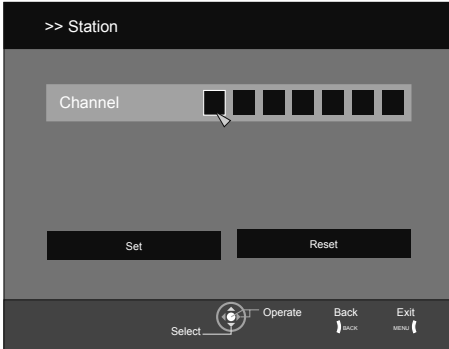 >> Station
Channel
Set Reset
Operate Back Exit
BACK MENU
Select